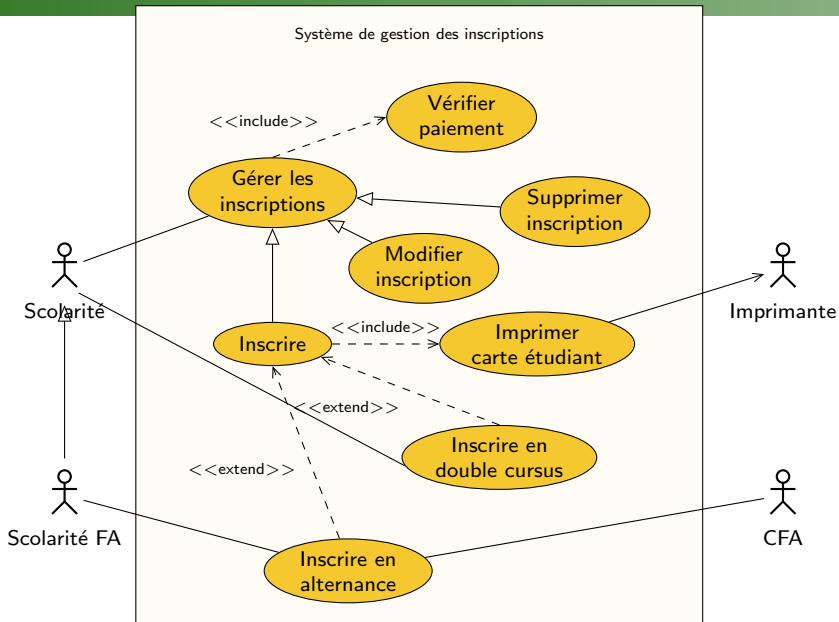 Système de gestion des inscriptions
Vérifier
paiement
<<include>>
Gérer les
inscriptions
Supprimer
inscription
Modifier
inscription
Scolarité
Imprimante
Inscrire
<<include>>
Imprimer
carte étudiant
<<extend>>
Inscrire en
double cursus
<<extend>>
Scolarité FA
CFA
Inscrire en
alternance